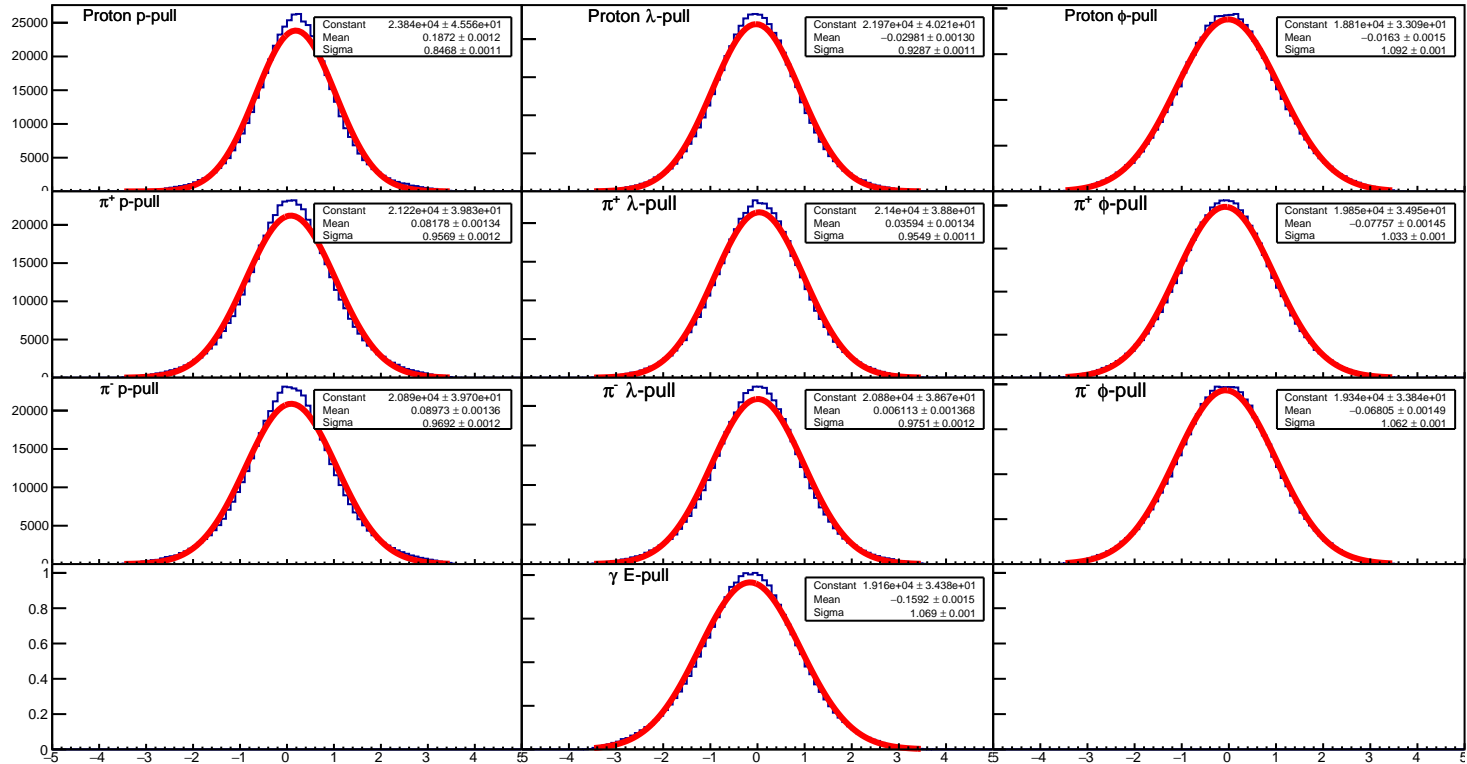 Proton p-pull
Constant 2.384e+04 ± 4.556e+01
Mean 0.1872 ± 0.0012
Sigma 0.8468 ± 0.0011
Proton λ-pull
Constant 2.197e+04 ± 4.021e+01
Mean −0.02981 ± 0.00130
Sigma 0.9287 ± 0.0011
Proton ϕ-pull
Constant 1.881e+04 ± 3.309e+01
Mean −0.0163 ± 0.0015
Sigma 1.092 ± 0.001
25000
20000
15000
10000
5000
0
π+ p-pull
Constant 2.122e+04 ± 3.983e+01
Mean 0.08178 ± 0.00134
Sigma 0.9569 ± 0.0012
π+ λ-pull
Constant 2.14e+04 ± 3.88e+01
Mean 0.03594 ± 0.00134
Sigma 0.9549 ± 0.0011
π+ ϕ-pull
Constant 1.985e+04 ± 3.495e+01
Mean −0.07757 ± 0.00145
Sigma 1.033 ± 0.001
20000
15000
10000
5000
π- p-pull
Constant 2.089e+04 ± 3.970e+01
Mean 0.08973 ± 0.00136
Sigma 0.9692 ± 0.0012
π- λ-pull
Constant 2.088e+04 ± 3.867e+01
Mean 0.006113 ± 0.001368
Sigma 0.9751 ± 0.0012
π- ϕ-pull
Constant 1.934e+04 ± 3.384e+01
Mean −0.06805 ± 0.00149
Sigma 1.062 ± 0.001
20000
15000
10000
5000
γ E-pull
Constant 1.916e+04 ± 3.438e+01
Mean −0.1592 ± 0.0015
Sigma 1.069 ± 0.001
1
0.8
0.6
0.4
0.2
0
−5 −4 −3 −2 −1 0 1 2 3 4 5
−5 −4 −3 −2 −1 0 1 2 3 4 5
−5 −4 −3 −2 −1 0 1 2 3 4 5